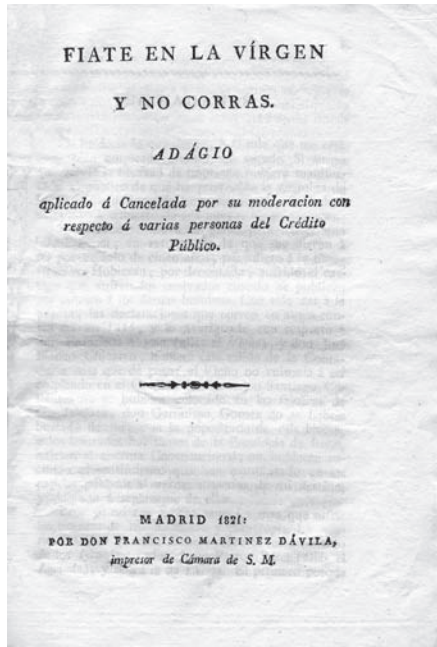 FIATE EN LA VÍRGEN
Y NO CORRAS.
ADÁGIO
aplicado á Cancelada por su moderacion con
respecto á varias personas del Crédito
Público.
MADRID 1821:
POR DON FRANCISCO MARTINEZ DÁVILA,
impresor de Cámara de S. M.